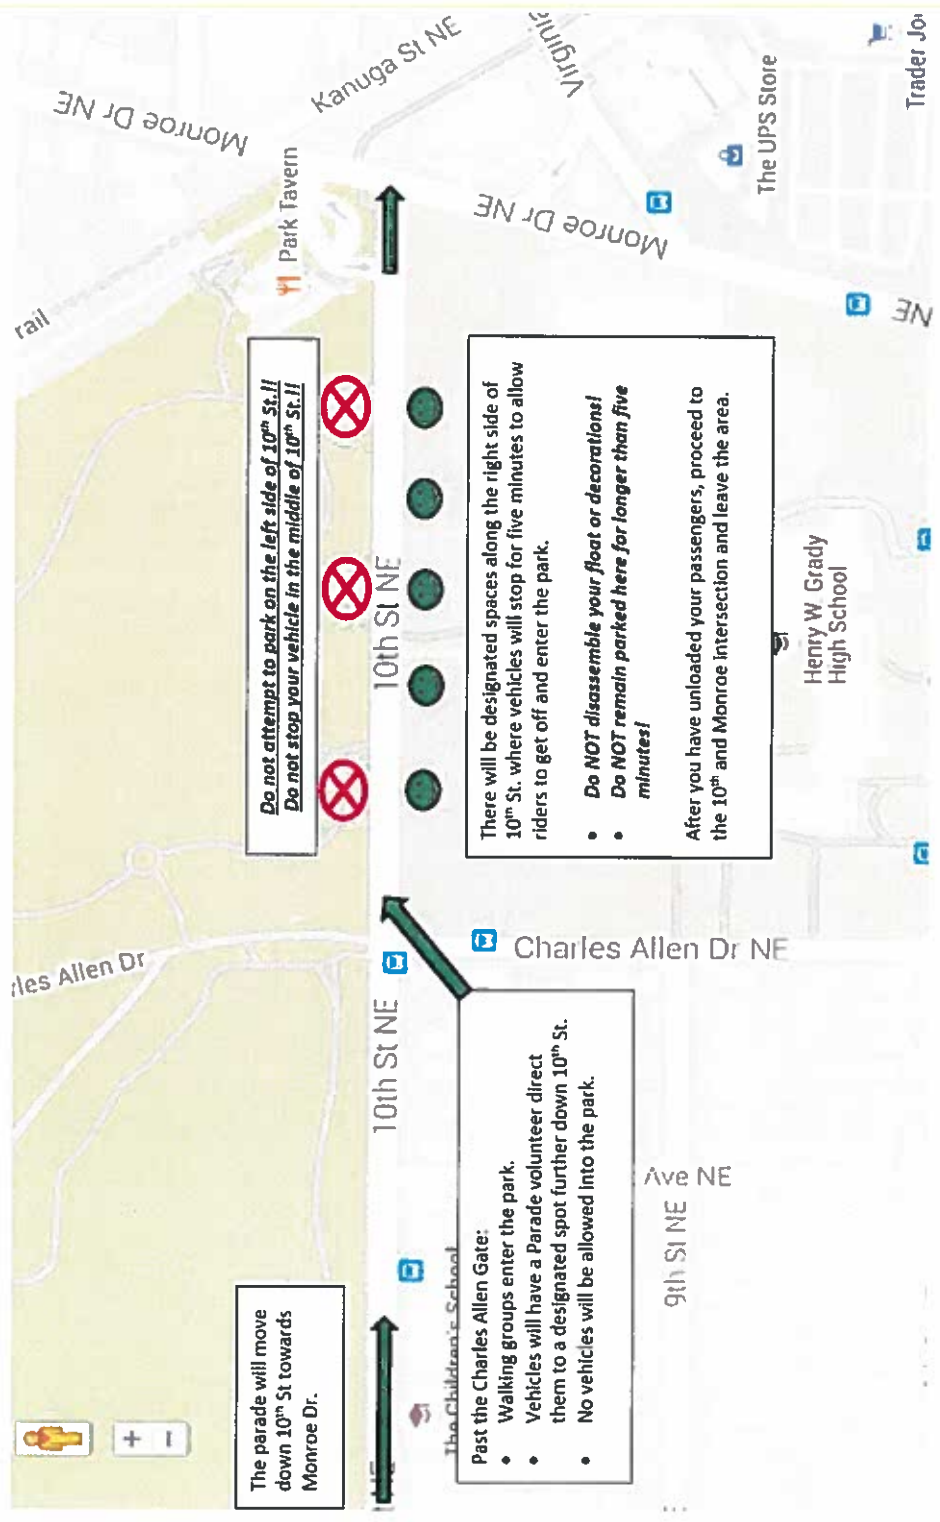 The parade will move
down 10th St towards
Monroe Dr.
Do not attempt to park on the left side of 10th St.!!
Do not stop your vehicle in the middle of 10th St.!!
rail
Monroe Dr NE
Kanuga St NE
Virginia
Park Tavern
rles Allen Dr
10th St NE
10th St NE
The Children's School
Charles Allen Dr NE
Monroe Dr NE
The UPS Store
Trader Jo
NE
Past the Charles Allen Gate:
• Walking groups enter the park.
• Vehicles will have a Parade volunteer direct
them to a designated spot further down 10th St.
• No vehicles will be allowed into the park.
There will be designated spaces along the right side of
10th St. where vehicles will stop for five minutes to allow
riders to get off and enter the park.
• Do NOT disassemble your float or decorations!
• Do NOT remain parked here for longer than five
minutes!
After you have unloaded your passengers, proceed to
the 10th and Monroe intersection and leave the area.
Ave NE
9th St NE
Henry W. Grady
High School